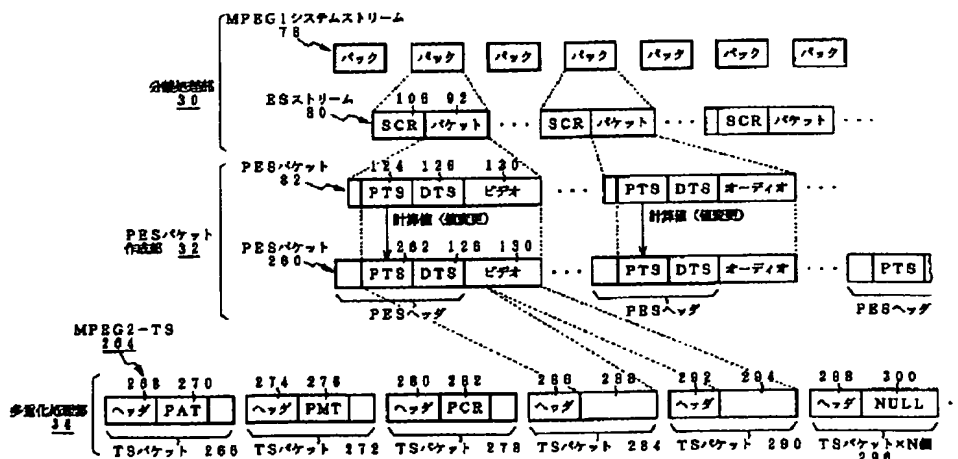 MPEG1システムストリーム
78
パック パック パック パック パック パック パック
分離処理部
30
ESストリーム
80
106 92
SCR パケット ･･･ SCR パケット ･･･ SCR パケット ･･･
PESパケット
82
124 126 130
PTS DTS ビデオ ･･･ PTS DTS オーディオ ･･･
計算値(値変更) 計算値(値変更)
PESパケット
作成部 32
PESパケット
260
262 126 130
PTS DTS ビデオ ･･･ PTS DTS オーディオ ･･･ PTS
PESヘッダ PESヘッダ PESヘッダ
MPEG2-TS
264
多重化処理部
34
268 270 274 276 280 282 286 288 292 294 298 300
ヘッダ PAT ヘッダ PMT ヘッダ PCR ヘッダ ヘッダ ヘッダ NULL
TSパケット 266 TSパケット 272 TSパケット 278 TSパケット 284 TSパケット 290 TSパケット×N個
296